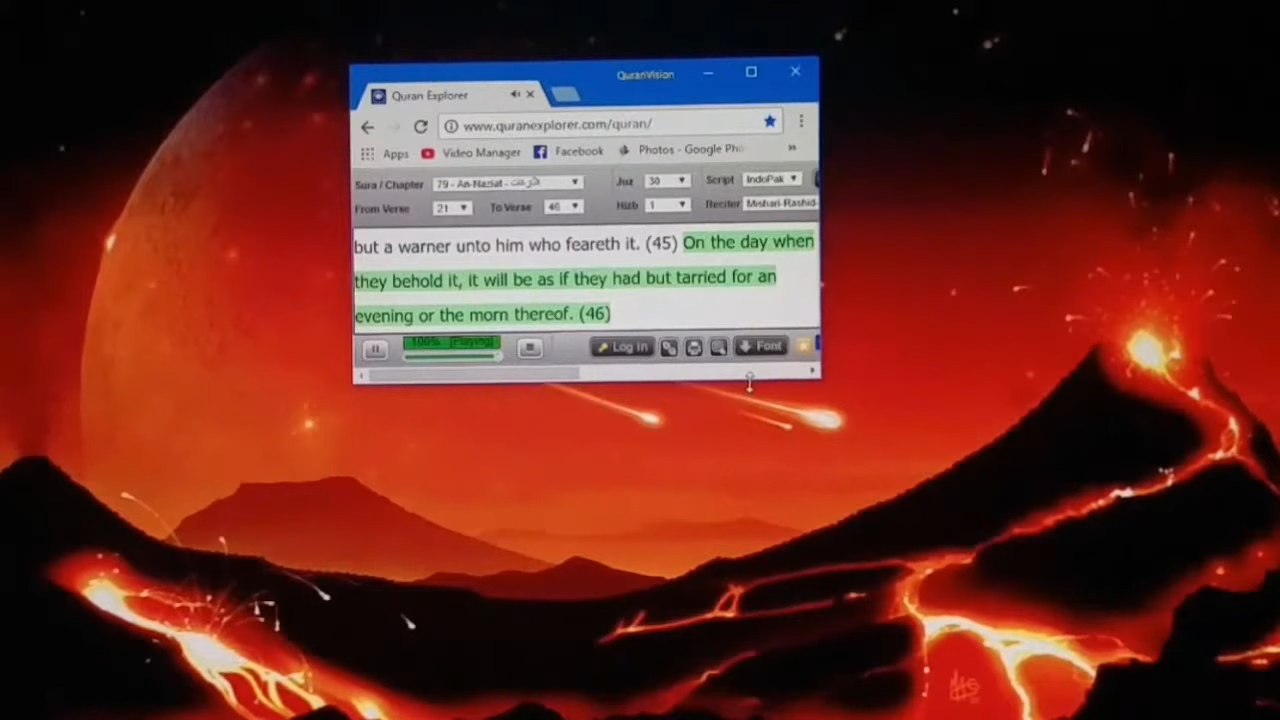 QuranVision
Quran Explorer
www.quranexplorer.com/quran/
Apps Video Manager Facebook Photos - Google Pho
Sura / Chapter 79 - An-Naziat - Juz 30 Script IndoPak
From Verse 21 To Verse 46 Hizb 1 Reciter Mishari-Rashid-
but a warner unto him who feareth it. (45) On the day when
they behold it, it will be as if they had but tarried for an
evening or the morn thereof. (46)
100% [Playing] Log In Font